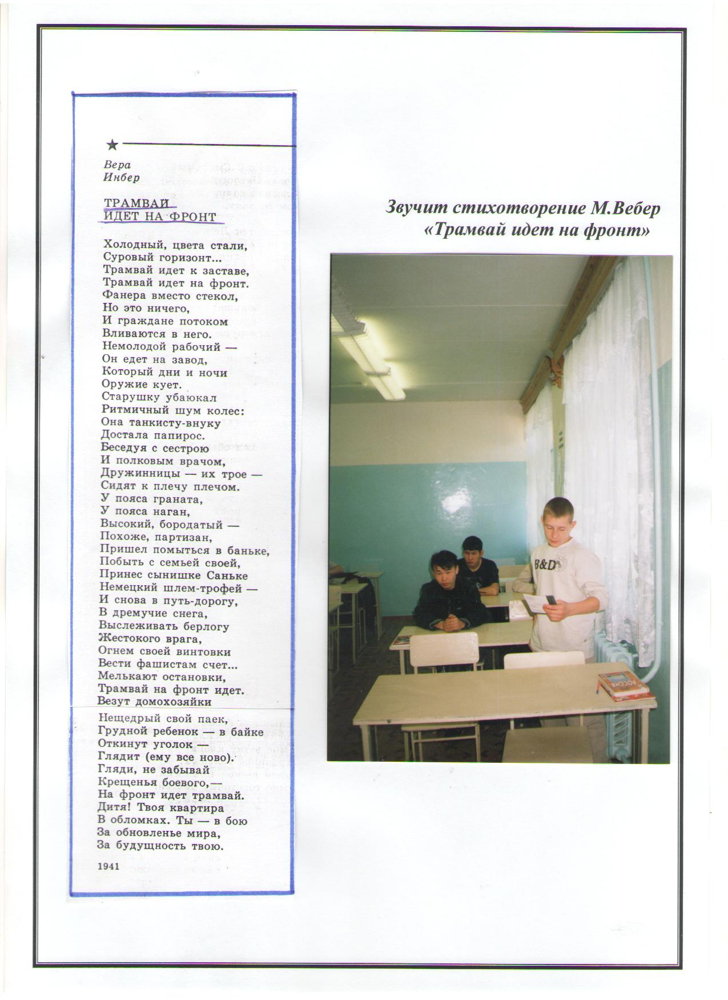 ★
Вера
Инбер
ТРАМВАЙ
ИДЕТ НА ФРОНТ
Холодный, цвета стали,
Суровый горизонт...
Трамвай идет к заставе,
Трамвай идет на фронт.
Фанера вместо стекол,
Но это ничего,
И граждане потоком
Вливаются в него.
Немолодой рабочий —
Он едет на завод,
Который дни и ночи
Оружие кует.
Старушку убаюкал
Ритмичный шум колес:
Она танкисту-внуку
Достала папирос.
Беседуя с сестрою
И полковым врачом,
Дружинницы — их трое —
Сидят к плечу плечом.
У пояса граната,
У пояса наган,
Высокий, бородатый —
Похоже, партизан,
Пришел помыться в баньке,
Побыть с семьей своей,
Принес сынишке Саньке
Немецкий шлем-трофей —
И снова в путь-дорогу,
В дремучие снега,
Выслеживать берлогу
Жестокого врага,
Огнем своей винтовки
Вести фашистам счет...
Мелькают остановки,
Трамвай на фронт идет.
Везут домохозяйки
Нещедрый свой паек,
Грудной ребенок — в байке
Откинут уголок —
Глядит (ему все ново).
Гляди, не забывай
Крещенья боевого,—
На фронт идет трамвай.
Дитя! Твоя квартира
В обломках. Ты — в бою
За обновленье мира,
За будущность твою.
1941
Звучит стихотворение М.Вебер
«Трамвай идет на фронт»
B&D
РОССИЯ